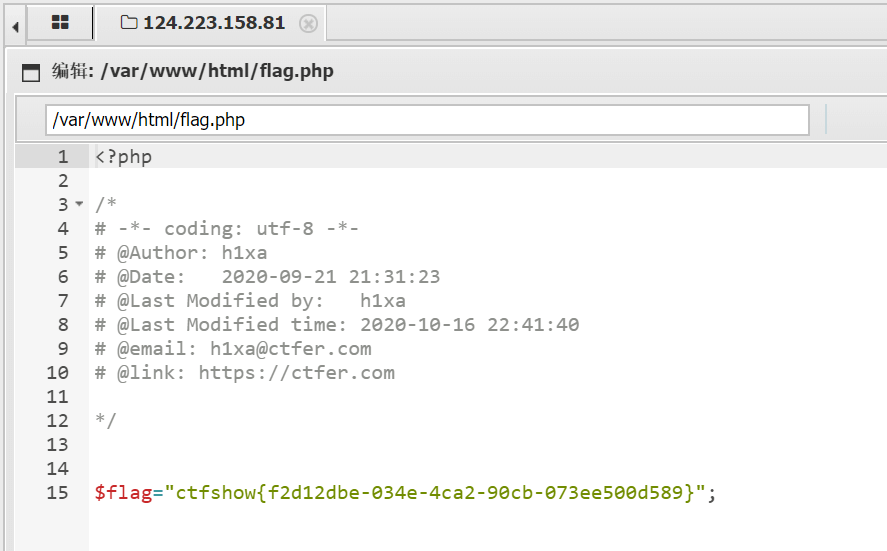 124.223.158.81
编辑: /var/www/html/flag.php
/var/www/html/flag.php
1 <?php
2
3 /*
4 # -*- coding: utf-8 -*-
5 # @Author: h1xa
6 # @Date:   2020-09-21 21:31:23
7 # @Last Modified by:   h1xa
8 # @Last Modified time: 2020-10-16 22:41:40
9 # @email: h1xa@ctfer.com
10 # @link: https://ctfer.com
11
12 */
13
14
15 $flag="ctfshow{f2d12dbe-034e-4ca2-90cb-073ee500d589}";